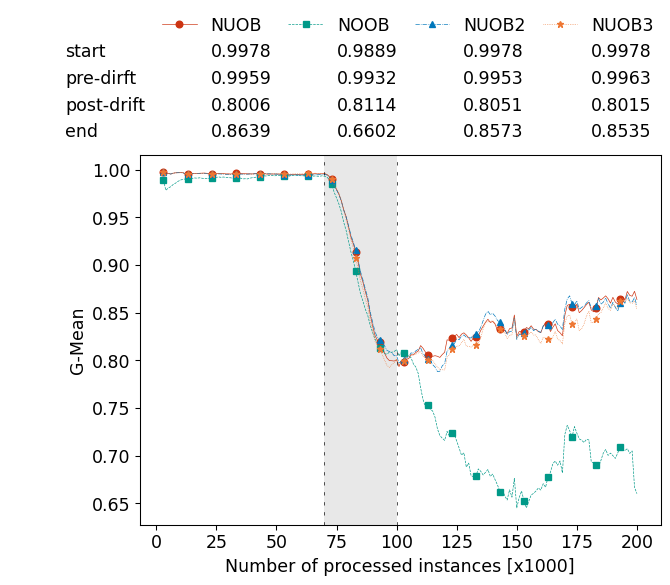 NUOB NOOB NUOB2 NUOB3
start 0.9978 0.9889 0.9978 0.9978
pre-dirft 0.9959 0.9932 0.9953 0.9963
post-drift 0.8006 0.8114 0.8051 0.8015
end 0.8639 0.6602 0.8573 0.8535
1.00
0.95
0.90
0.85
0.80
0.75
0.70
0.65
G-Mean
0 25 50 75 100 125 150 175 200
Number of processed instances [x1000]